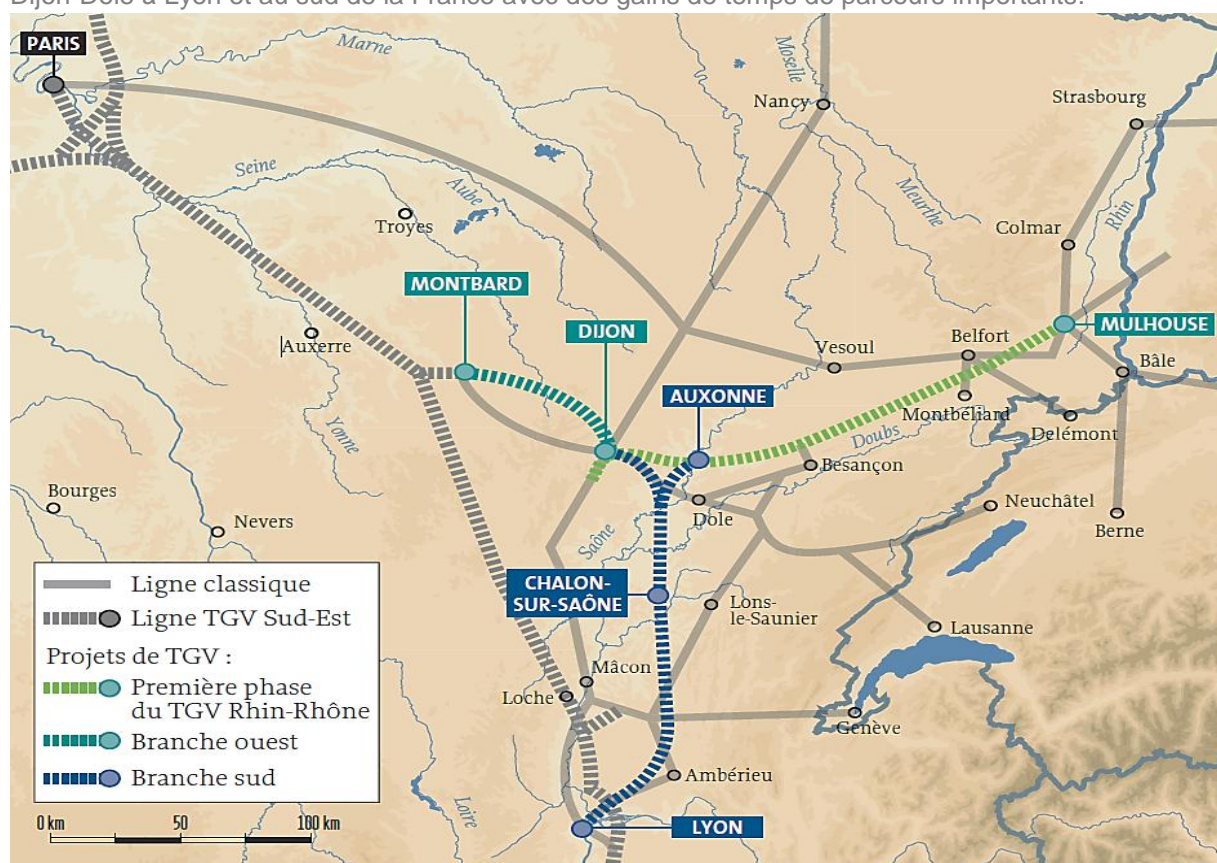 Dijon-Dole à Lyon et au sud de la France avec des gains de temps de parcours importants.
PARIS
Marne
Moselle
Nancy
Strasbourg
Seine
Aube
Troyes
Meurthe
Rhin
Colmar
MONTBARD
DIJON
MULHOUSE
Auxerre
Vesoul
Belfort
Bâle
AUXONNE
Montbéliard
Delémont
Yonne
Doubs
Besançon
Bourges
Nevers
Dole
Neuchâtel
Berne
Saône
CHALON-
SUR-SAÔNE
Lons-
le-Saunier
Lausanne
Mâcon
Loche
Genève
Ambérieu
Loire
LYON
Ligne classique
Ligne TGV Sud-Est
Projets de TGV :
Première phase
du TGV Rhin-Rhône
Branche ouest
Branche sud
0 km
50
100 km